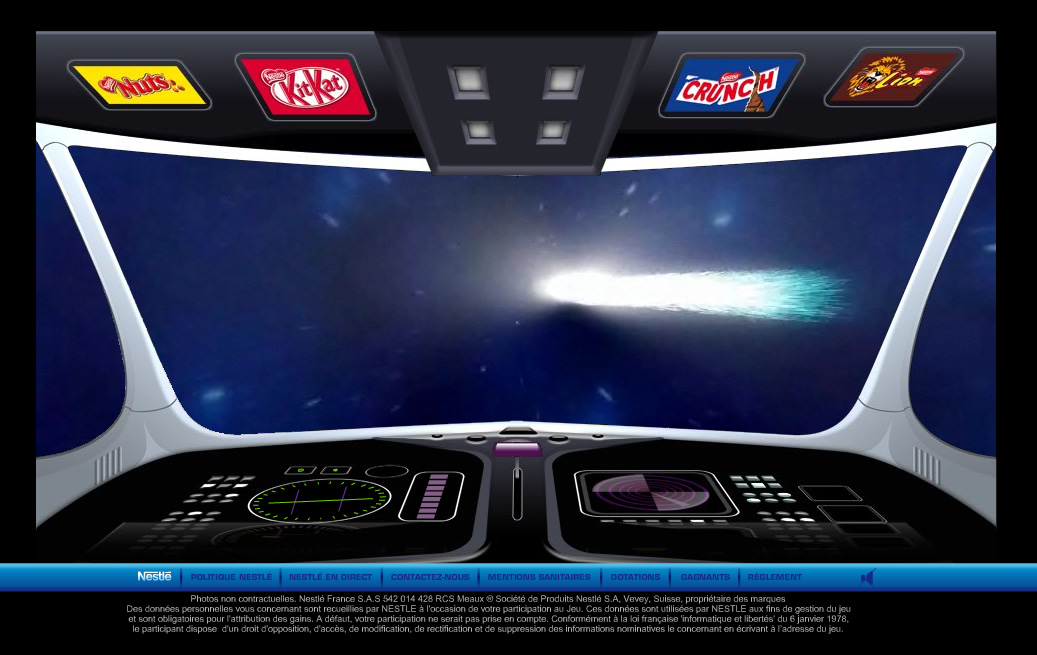 Nestlé Nuts
Nestlé KitKat
Nestlé CRUNCH
Nestlé Lion
Nestlé POLITIQUE NESTLÉ NESTLÉ EN DIRECT CONTACTEZ-NOUS MENTIONS SANITAIRES DOTATIONS GAGNANTS RÈGLEMENT
Photos non contractuelles. Nestlé France S.A.S 542 014 428 RCS Meaux ® Société de Produits Nestlé S.A, Vevey, Suisse, propriétaire des marques
Des données personnelles vous concernant sont recueillies par NESTLE à l'occasion de votre participation au Jeu. Ces données sont utilisées par NESTLE aux fins de gestion du jeu
et sont obligatoires pour l'attribution des gains. A défaut, votre participation ne serait pas prise en compte. Conformément à la loi française 'informatique et libertés' du 6 janvier 1978,
le participant dispose d'un droit d'opposition, d'accès, de modification, de rectification et de suppression des informations nominatives le concernant en écrivant à l'adresse du jeu.